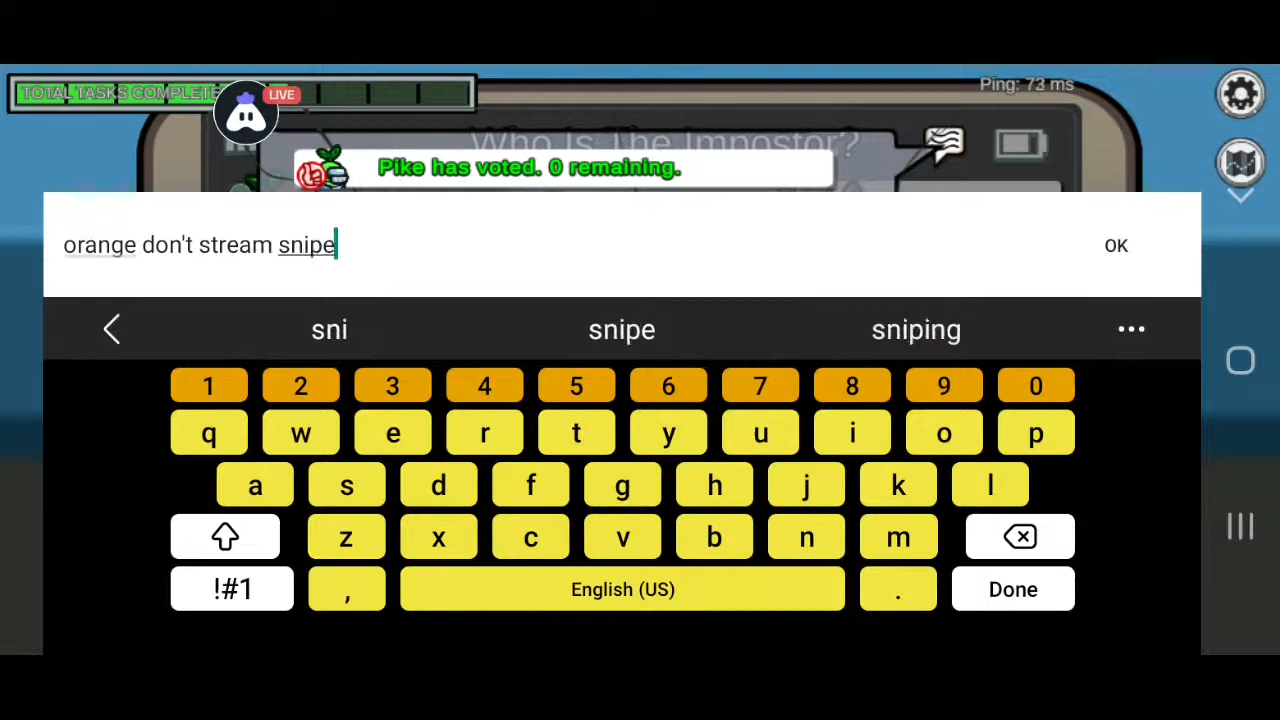 TOTAL TASKS COMPLETE
LIVE
Ping: 73 ms
Who Is The Impostor?
Pike has voted. 0 remaining.
orange don't stream snipe
OK
sni snipe sniping
1 2 3 4 5 6 7 8 9 0
q w e r t y u i o p
a s d f g h j k l
z x c v b n m
!#1 , English (US) . Done